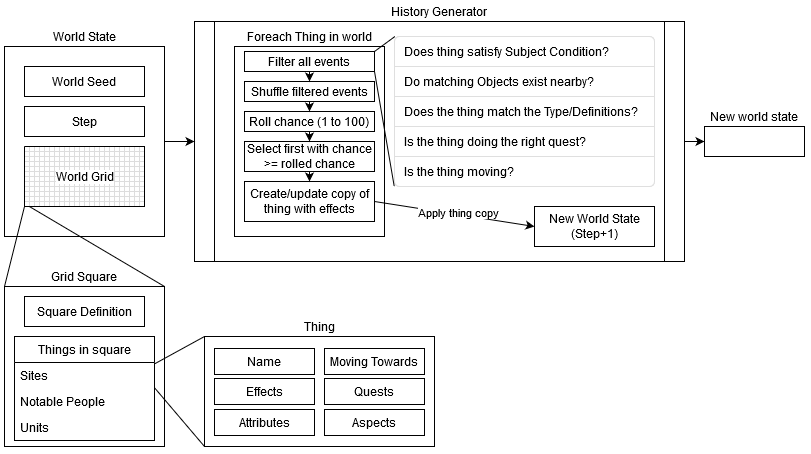 History Generator
World State
World Seed
Step
World Grid
Foreach Thing in world
Filter all events
Shuffle filtered events
Roll chance (1 to 100)
Select first with chance
>= rolled chance
Create/update copy of
thing with effects
Does thing satisfy Subject Condition?
Do matching Objects exist nearby?
Does the thing match the Type/Definitions?
Is the thing doing the right quest?
Is the thing moving?
Apply thing copy
New World State
(Step+1)
New world state
Grid Square
Square Definition
Things in square
Sites
Notable People
Units
Thing
Name
Moving Towards
Effects
Quests
Attributes
Aspects